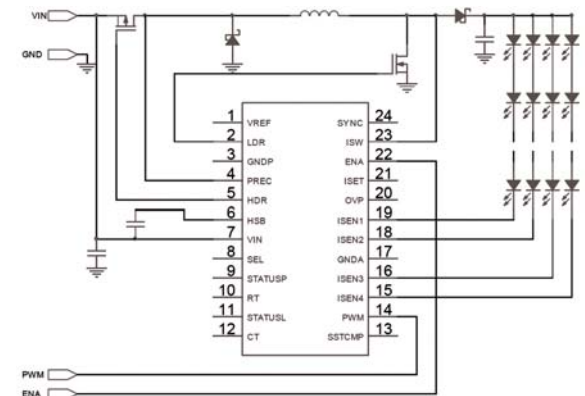 VIN
GND
1 VREF SYNC 24
2 LDR ISW 23
3 GNDP ENA 22
4 PREC ISET 21
5 HDR OVP 20
6 HSB ISEN1 19
7 VIN ISEN2 18
8 SEL GNDA 17
9 STATUSP ISEN3 16
10 RT ISEN4 15
11 STATUSL PWM 14
12 CT SSTCMP 13
PWM
ENA